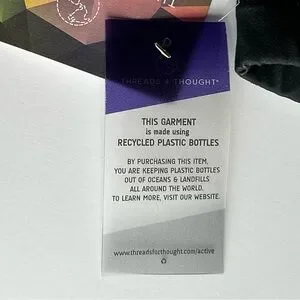 THREADS 4 THOUGHT®
THIS GARMENT
is made using
RECYCLED PLASTIC BOTTLES
BY PURCHASING THIS ITEM,
YOU ARE KEEPING PLASTIC BOTTLES
OUT OF OCEANS & LANDFILLS
ALL AROUND THE WORLD.
TO LEARN MORE, VISIT OUR WEBSITE.
www.threadsforthought.com/active